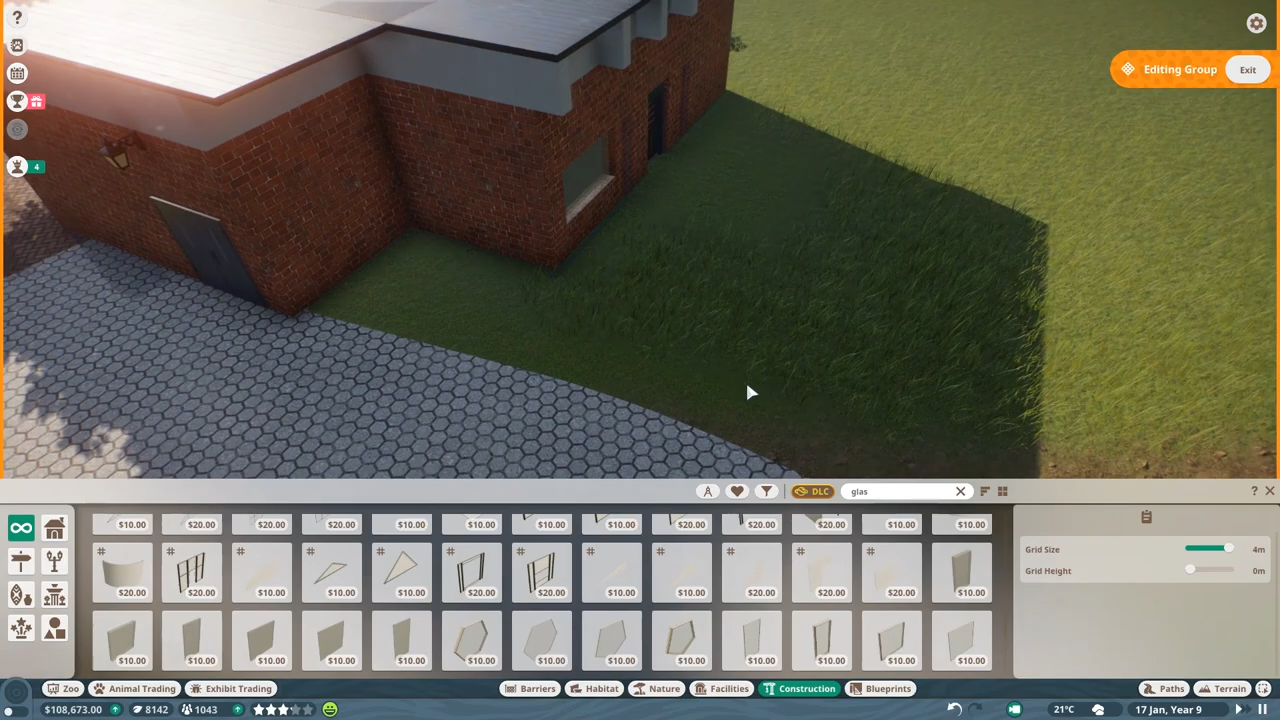 ?
Editing Group Exit
4
DLC glas
? ×
$10.00 $20.00 $20.00 $20.00 $10.00 $10.00 $10.00 $20.00 $20.00 $20.00 $20.00 $10.00 $10.00
# # # # # # # # # # # #
$20.00 $20.00 $10.00 $10.00 $10.00 $20.00 $20.00 $10.00 $10.00 $10.00 $20.00 $20.00 $10.00
$10.00 $10.00 $10.00 $10.00 $10.00 $10.00 $10.00 $10.00 $10.00 $10.00 $10.00 $10.00 $10.00
Grid Size 4m
Grid Height 0m
Zoo Animal Trading Exhibit Trading Barriers Habitat Nature Facilities Construction Blueprints Paths Terrain
$108,673.00 8142 1043 21°C 17 Jan, Year 9